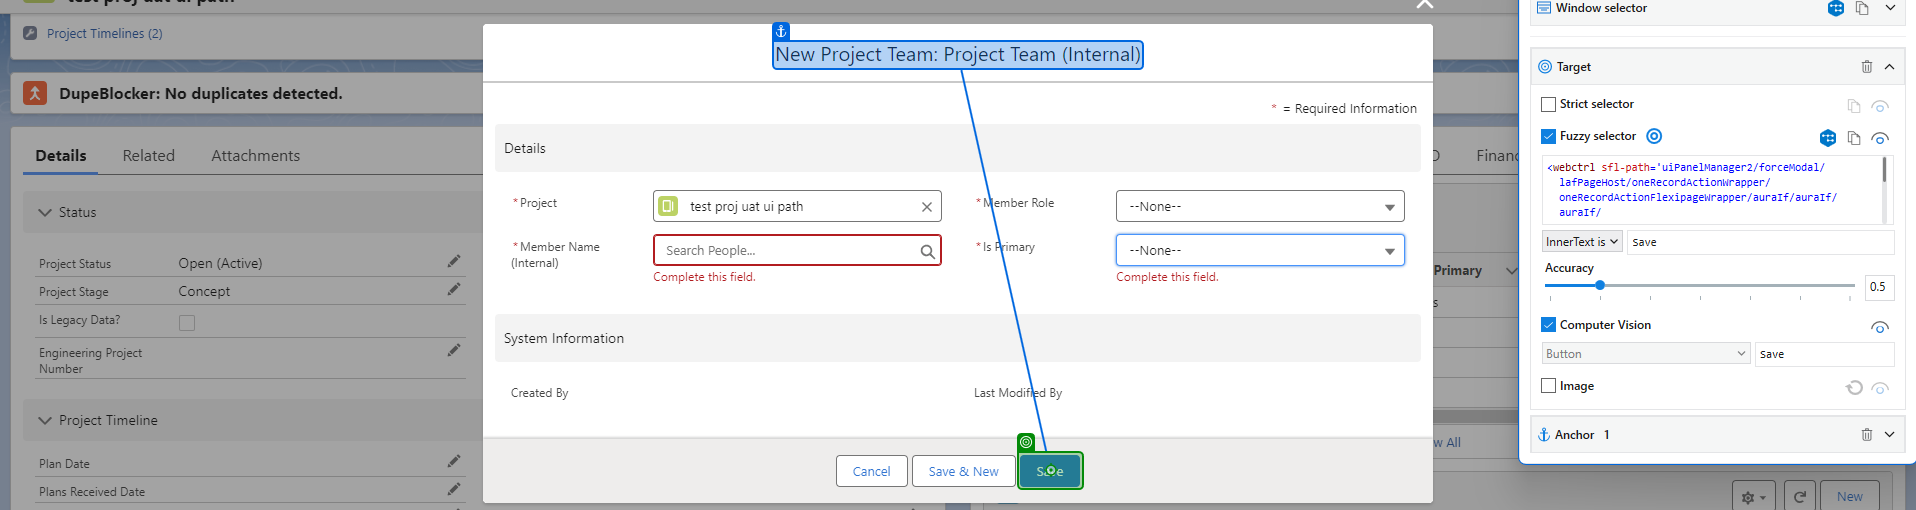 test proj uat ui path
Project Timelines (2)
DupeBlocker: No duplicates detected.
Details
Related
Attachments
Status
Project Status
Open (Active)
Project Stage
Concept
Is Legacy Data?
Engineering Project
Number
Project Timeline
Plan Date
Plans Received Date
New Project Team: Project Team (Internal)
* = Required Information
Details
*Project
test proj uat ui path
*Member Role
--None--
*Member Name
(Internal)
Search People...
Complete this field.
*Is Primary
--None--
Complete this field.
System Information
Created By
Last Modified By
Cancel
Save & New
Save
Financ
Primary
w All
New
Window selector
Target
Strict selector
Fuzzy selector
<webctrl sfl-path='uiPanelManager2/forceModal/
lafPageHost/oneRecordActionWrapper/
oneRecordActionFlexipageWrapper/auraIf/auraIf/
auraIf/
InnerText is
Save
Accuracy
0.5
Computer Vision
Button
Save
Image
Anchor 1